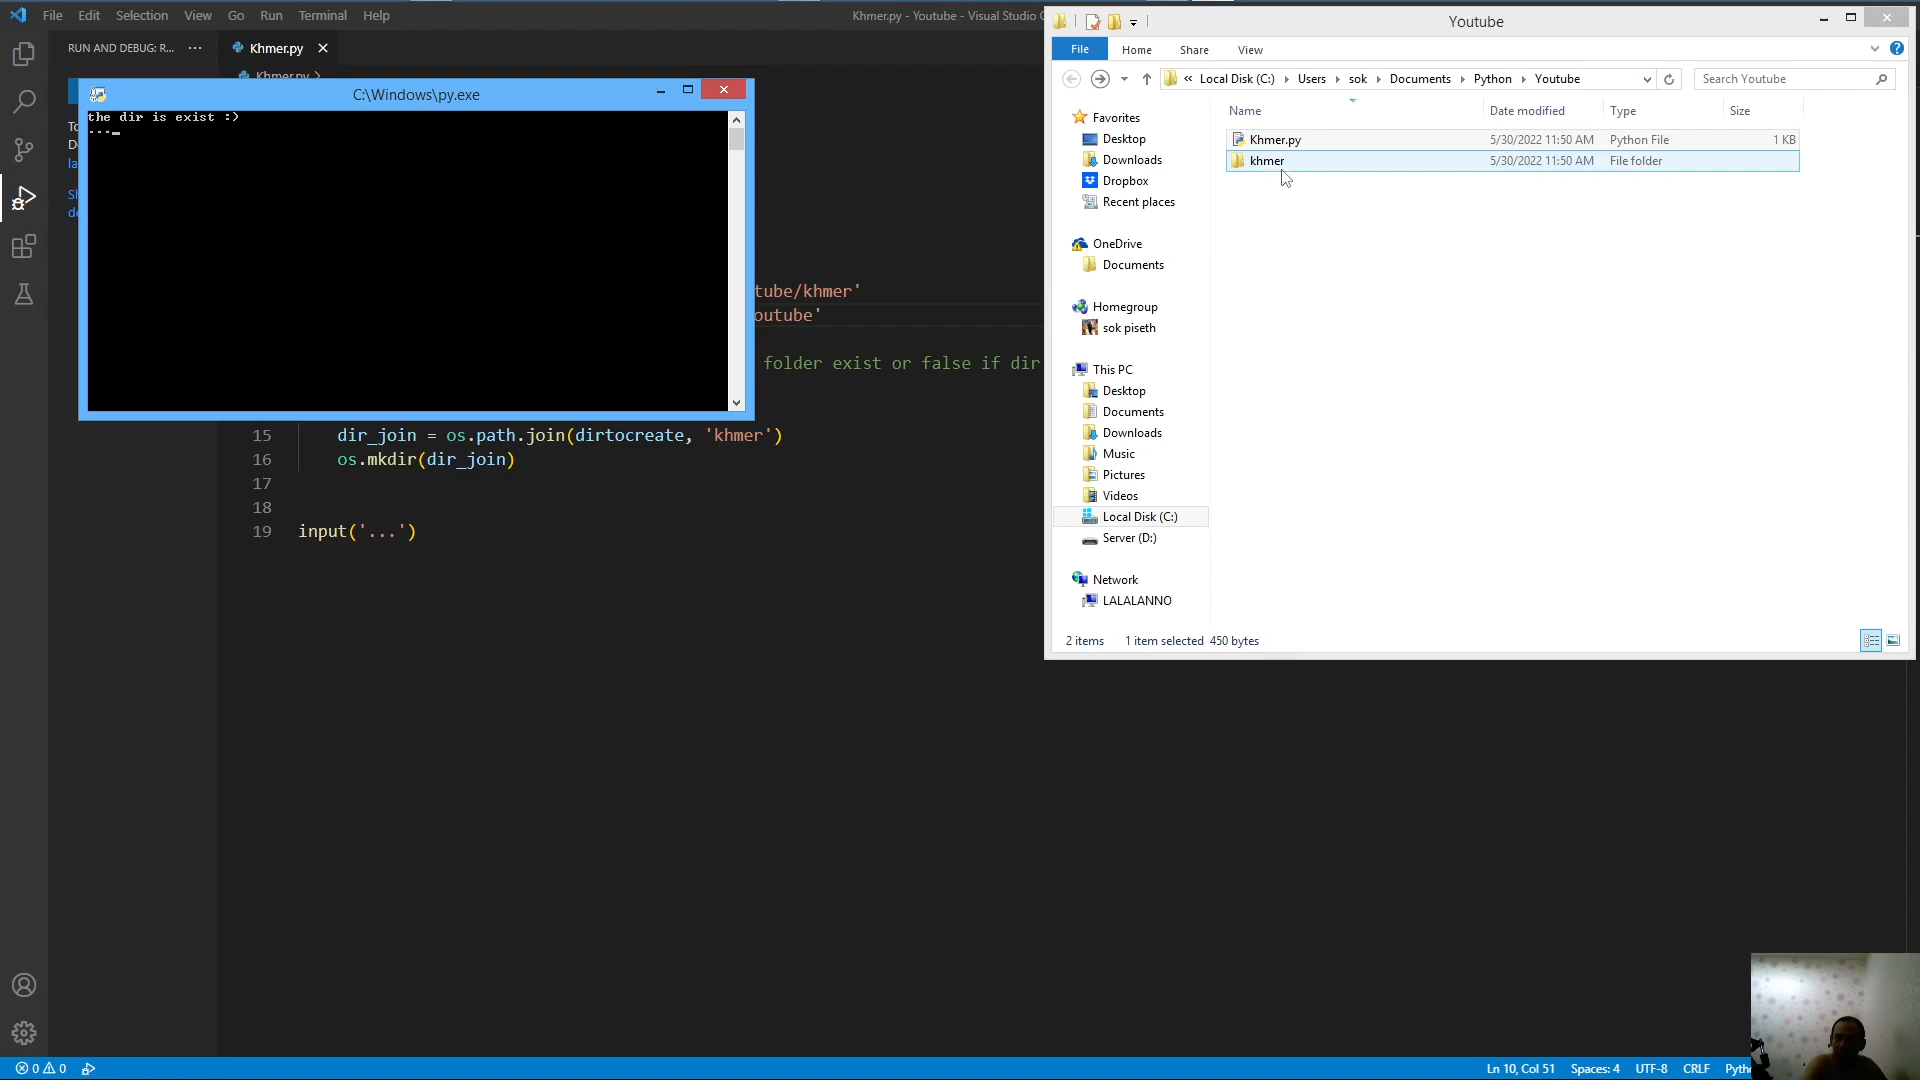 File Edit Selection View Go Run Terminal Help
Khmer.py - Youtube - Visual Studio
RUN AND DEBUG: R... ···
Khmer.py
Khmer.py >
C:\Windows\py.exe
the dir is exist :)
..._
To
D
la
Sh
de
tube/khmer'
outube'
folder exist or false if dir
15 dir_join = os.path.join(dirtocreate, 'khmer')
16 os.mkdir(dir_join)
17
18
19 input('...')
Youtube
File Home Share View
« Local Disk (C:) Users sok Documents Python Youtube
Search Youtube
Name Date modified Type Size
Khmer.py 5/30/2022 11:50 AM Python File 1 KB
khmer 5/30/2022 11:50 AM File folder
Favorites
Desktop
Downloads
Dropbox
Recent places
OneDrive
Documents
Homegroup
sok piseth
This PC
Desktop
Documents
Downloads
Music
Pictures
Videos
Local Disk (C:)
Server (D:)
Network
LALALANNO
2 items 1 item selected 450 bytes
0 0
Ln 10, Col 51 Spaces: 4 UTF-8 CRLF Pytho